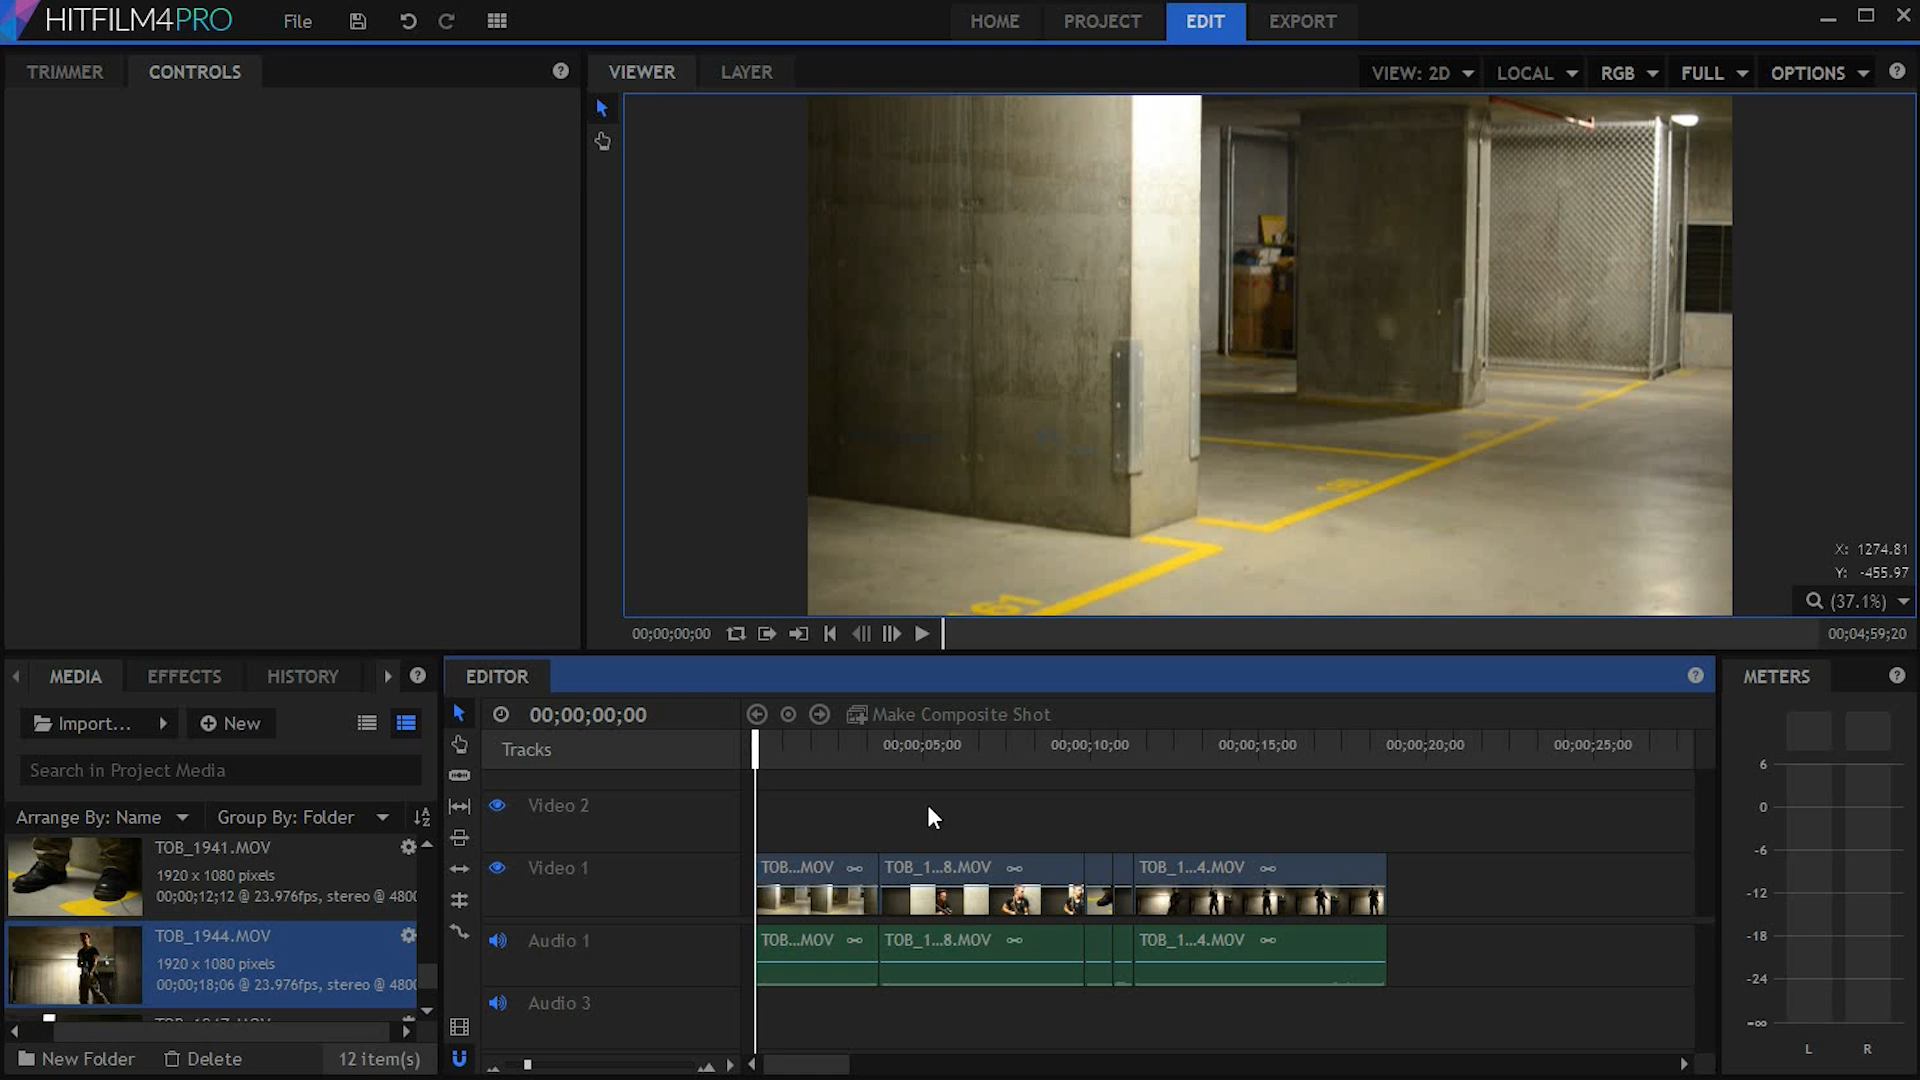 HITFILM4PRO File HOME PROJECT EDIT EXPORT
TRIMMER CONTROLS VIEWER LAYER VIEW: 2D LOCAL RGB FULL OPTIONS
X: 1274.81
Y: -455.97
(37.1%)
00;00;00;00 00;04;59;20
MEDIA EFFECTS HISTORY EDITOR METERS
Import... New 00;00;00;00 Make Composite Shot
Tracks 00;00;05;00 00;00;10;00 00;00;15;00 00;00;20;00 00;00;25;00
Search in Project Media
Arrange By: Name Group By: Folder
TOB_1941.MOV
1920 x 1080 pixels
00;00;12;12 @ 23.976fps, stereo @ 480
TOB_1944.MOV
1920 x 1080 pixels
00;00;18;06 @ 23.976fps, stereo @ 480
New Folder Delete 12 item(s)
Video 2
Video 1 TOB...MOV TOB_1...8.MOV TOB_1...4.MOV
Audio 1 TOB...MOV TOB_1...8.MOV TOB_1...4.MOV
Audio 3
6
0
-6
-12
-18
-24
-∞
L R